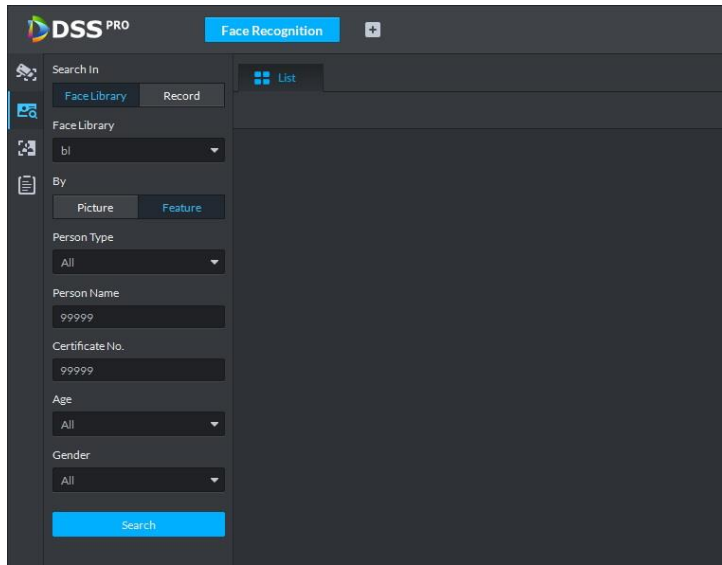 DSS PRO
Face Recognition
Search In
Face Library
Record
List
Face Library
bl
By
Picture
Feature
Person Type
All
Person Name
99999
Certificate No.
99999
Age
All
Gender
All
Search